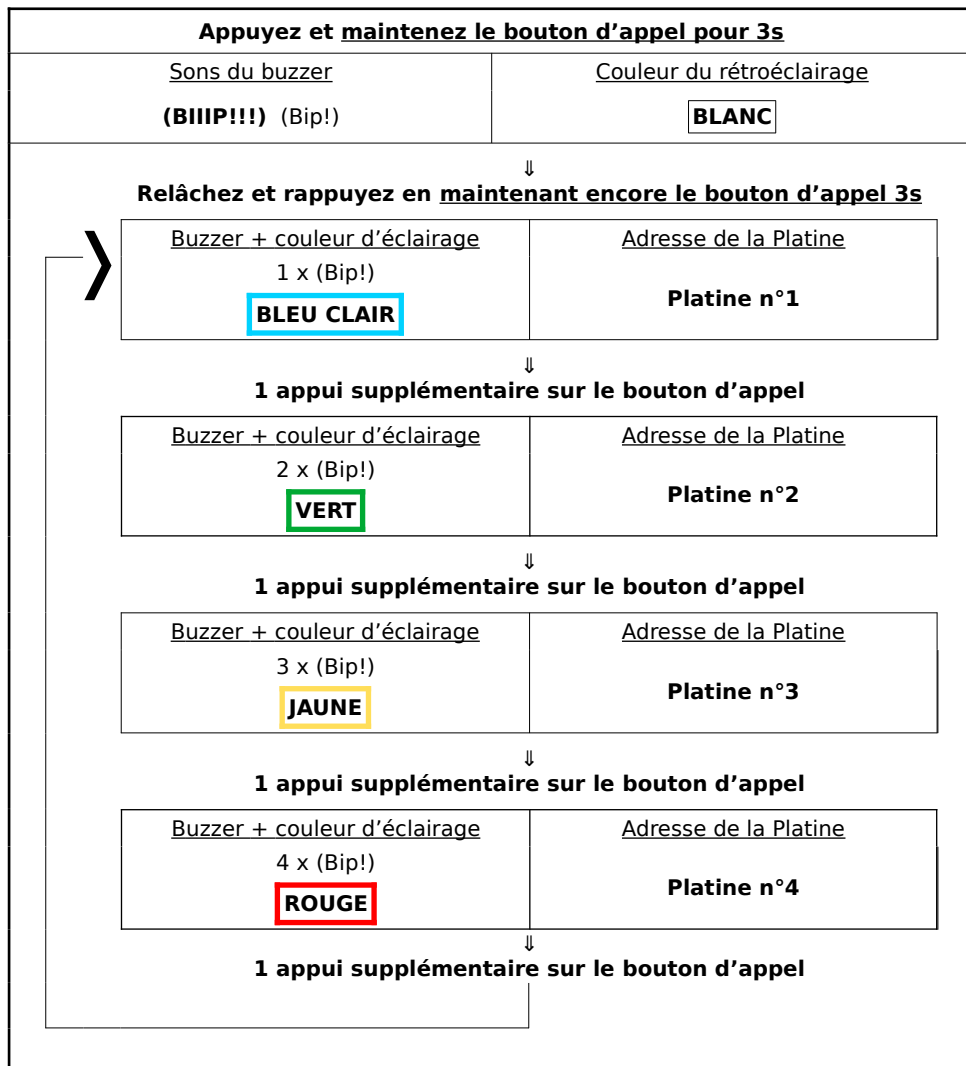 Appuyez et maintenez le bouton d’appel pour 3s
Sons du buzzer
Couleur du rétroéclairage
(BIIIP!!!) (Bip!)
BLANC
⇓
Relâchez et rappuyez en maintenant encore le bouton d’appel 3s
Buzzer + couleur d’éclairage
Adresse de la Platine
1 x (Bip!)
BLEU CLAIR
Platine n°1
⇓
1 appui supplémentaire sur le bouton d’appel
Buzzer + couleur d’éclairage
Adresse de la Platine
2 x (Bip!)
VERT
Platine n°2
⇓
1 appui supplémentaire sur le bouton d’appel
Buzzer + couleur d’éclairage
Adresse de la Platine
3 x (Bip!)
JAUNE
Platine n°3
⇓
1 appui supplémentaire sur le bouton d’appel
Buzzer + couleur d’éclairage
Adresse de la Platine
4 x (Bip!)
ROUGE
Platine n°4
⇓
1 appui supplémentaire sur le bouton d’appel